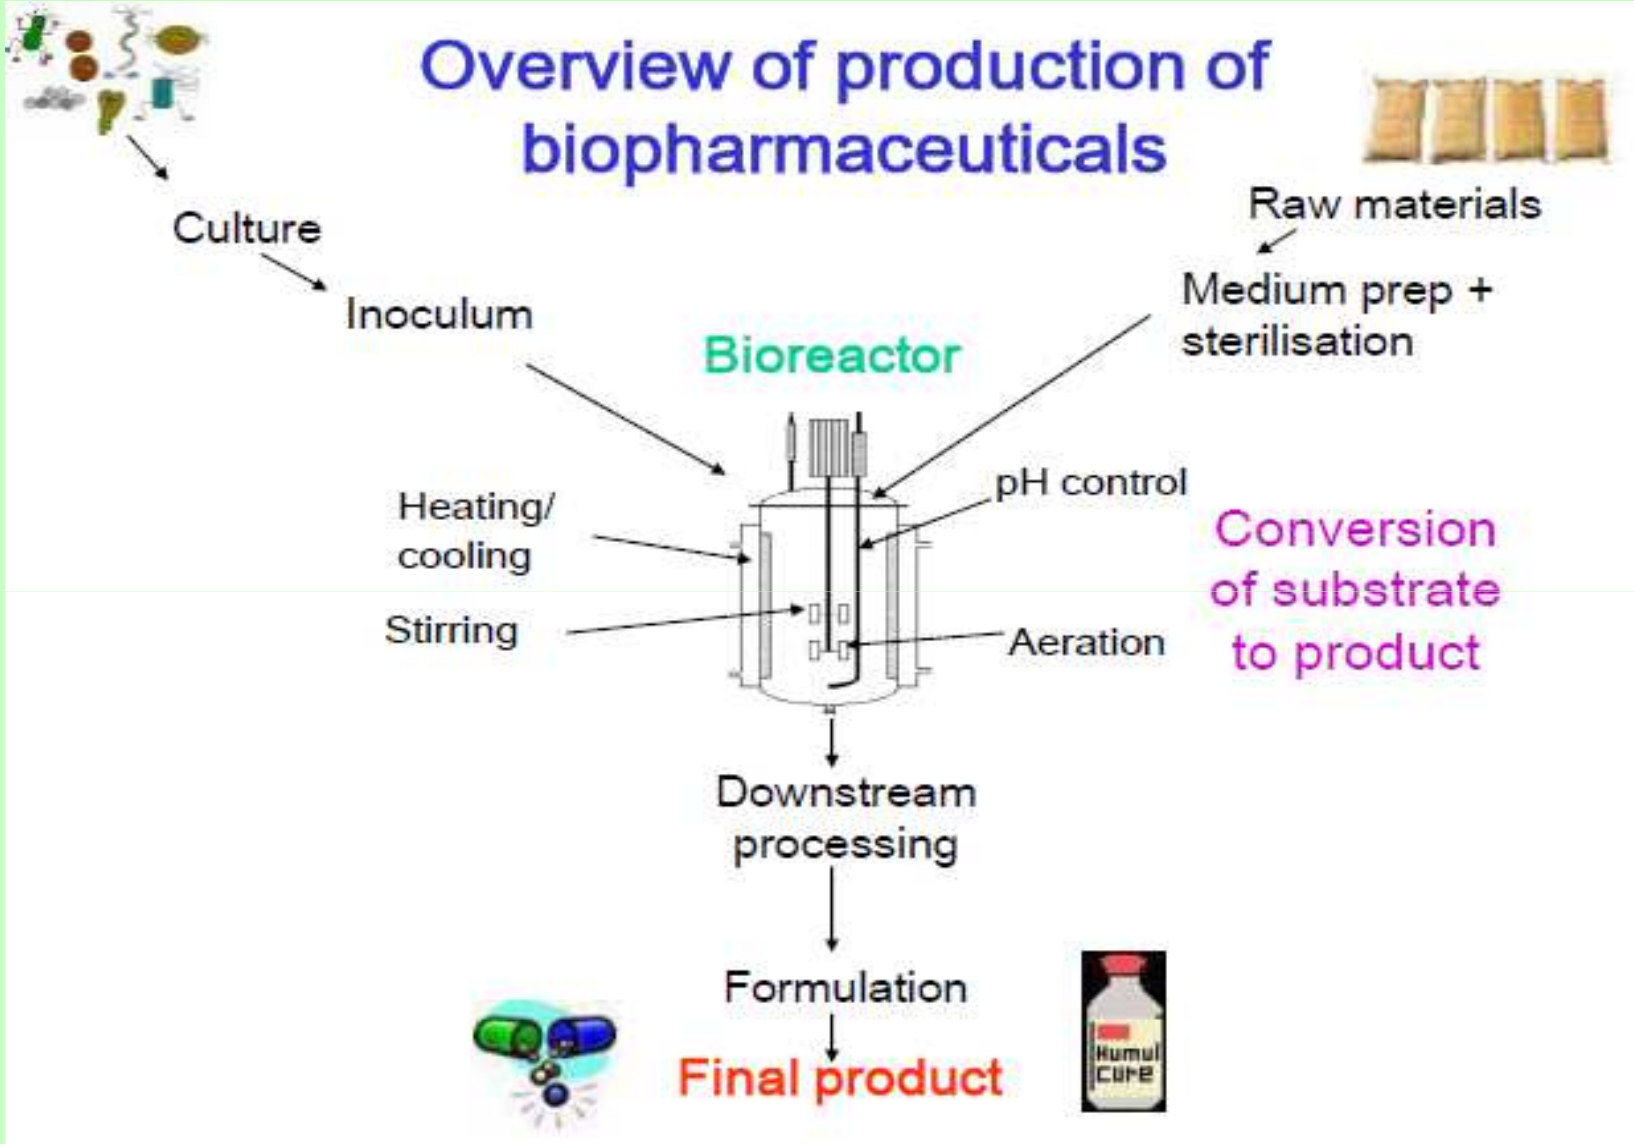 Overview of production of
biopharmaceuticals
Raw materials
Culture
Medium prep +
sterilisation
Inoculum
Bioreactor
pH control
Heating/
cooling
Conversion
of substrate
to product
Stirring
Aeration
Downstream
processing
Formulation
Final product
Humul
cure